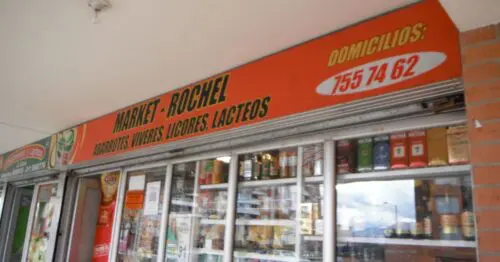 MARKET - ROCHEL
ABARROTES, VIVERES, LICORES, LACTEOS
DOMICILIOS:
755 74 62